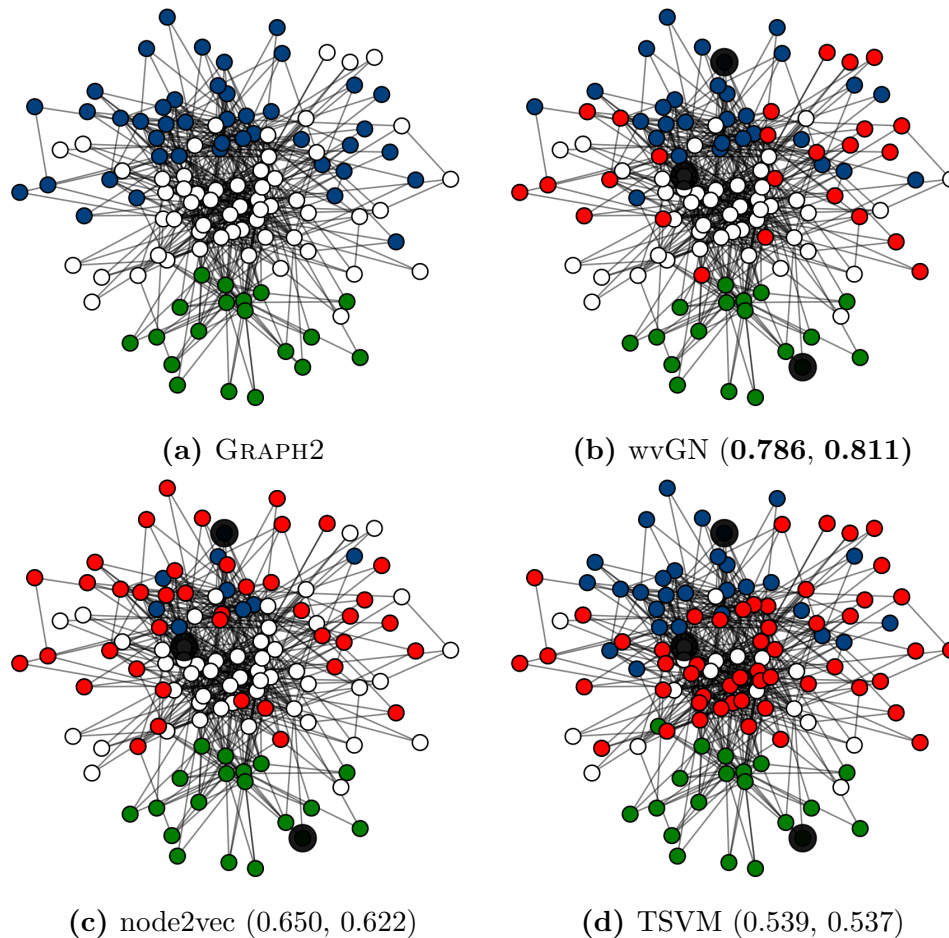 (a) GRAPH2
(b) wvGN (0.786, 0.811)
(c) node2vec (0.650, 0.622)
(d) TSVM (0.539, 0.537)